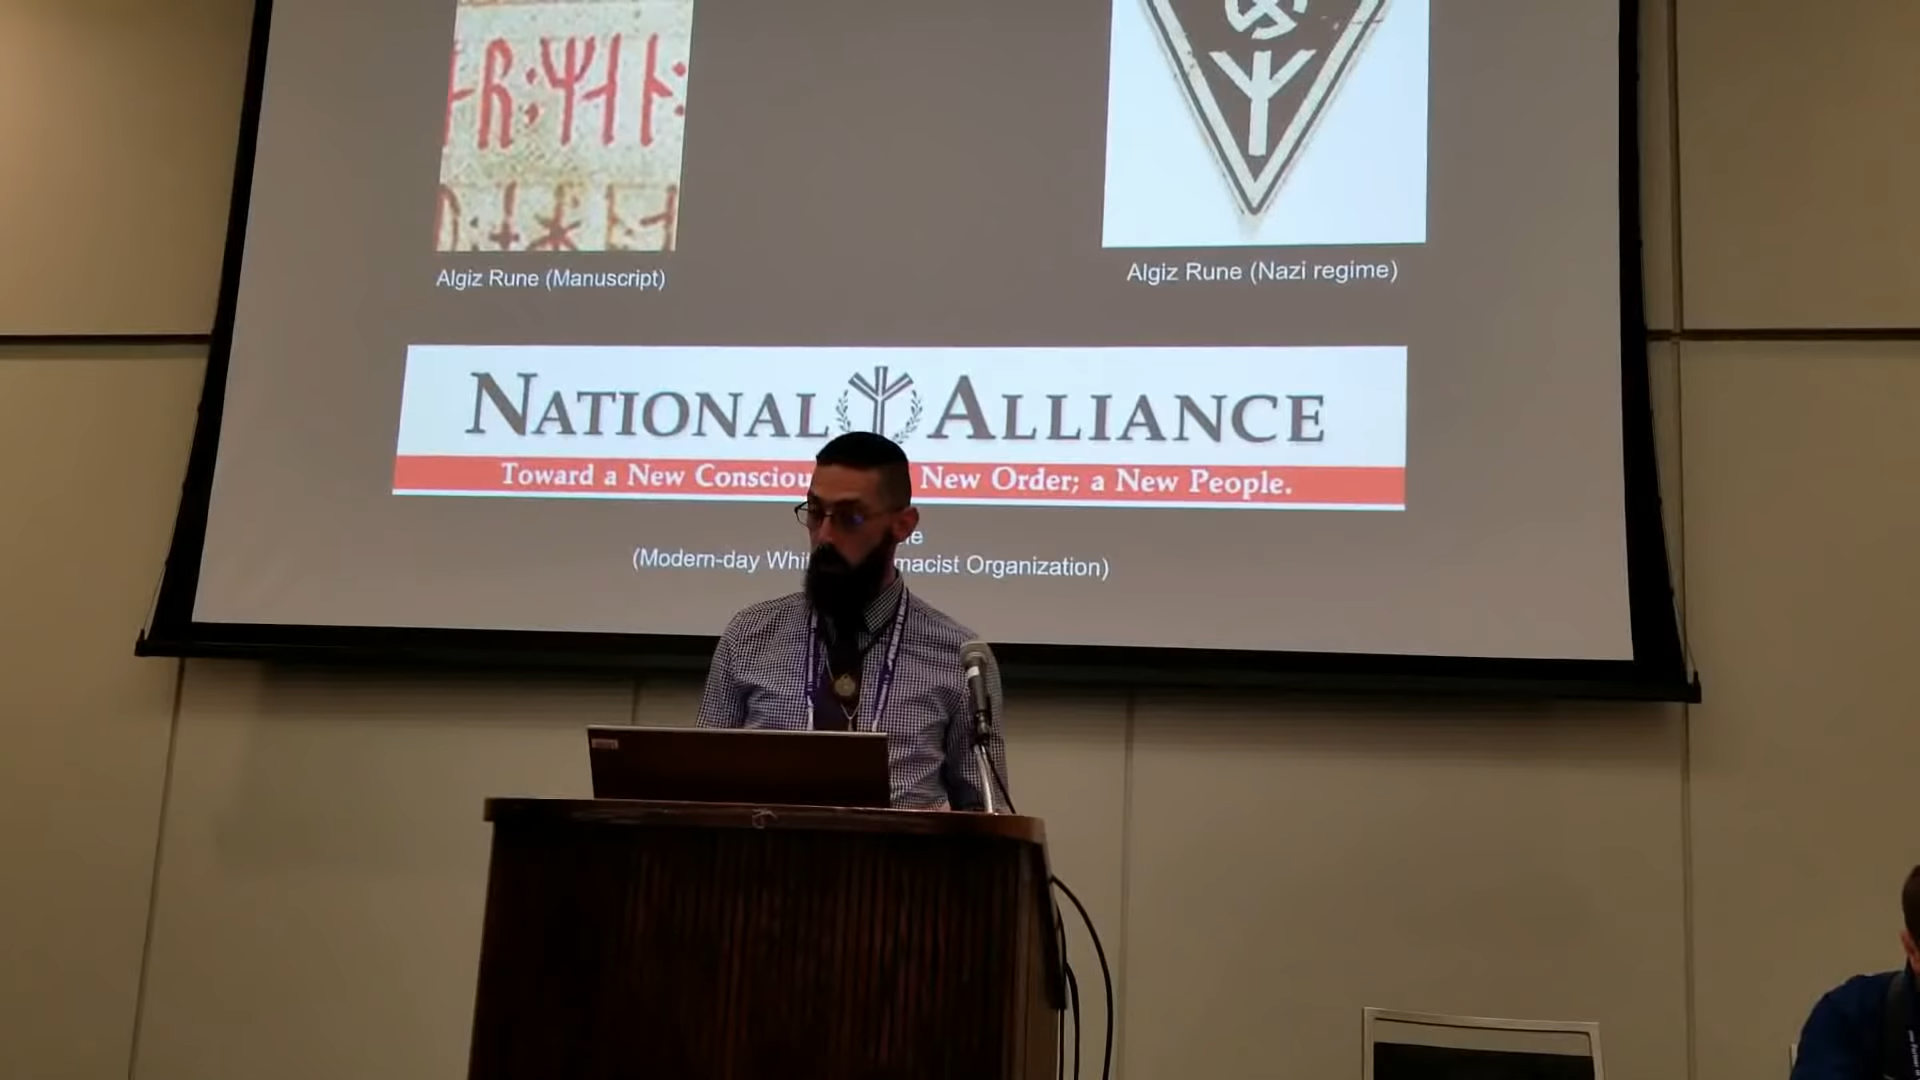 Algiz Rune (Manuscript)
Algiz Rune (Nazi regime)
NATIONAL ALLIANCE
Toward a New New Order; a New People.
(Modern-day Organization)